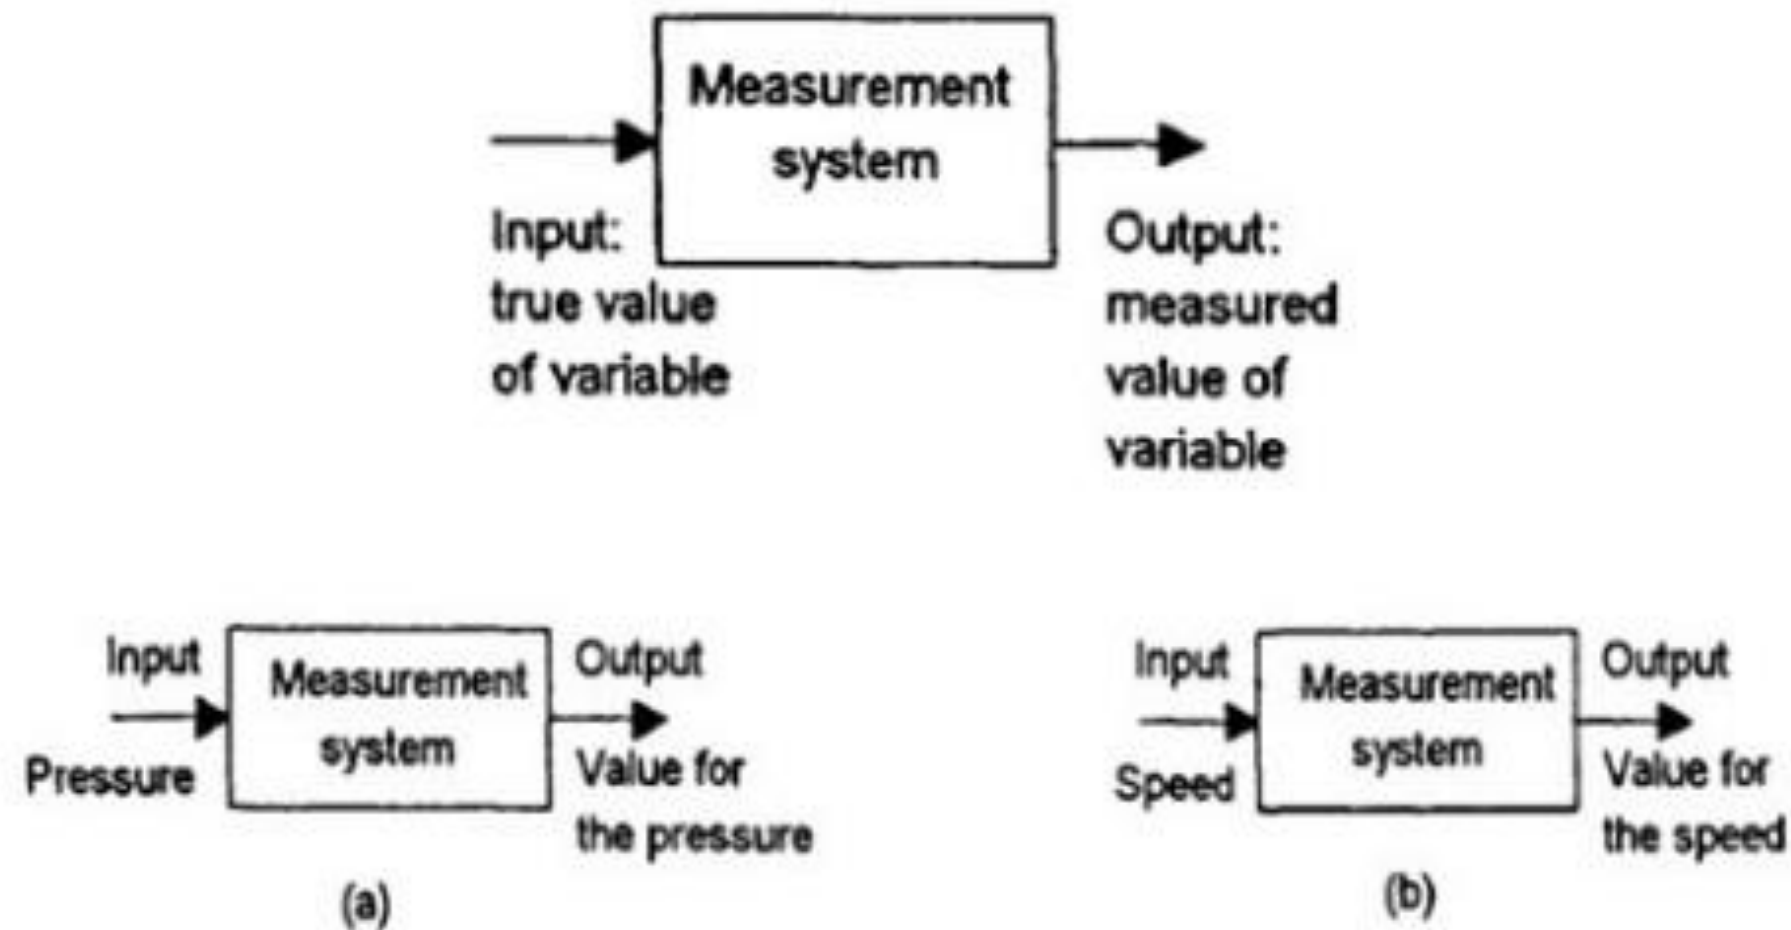 Measurement
system
Input:
true value
of variable
Output:
measured
value of
variable
Input
Pressure
Measurement
system
Output
Value for
the pressure
(a)
Input
Speed
Measurement
system
Output
Value for
the speed
(b)